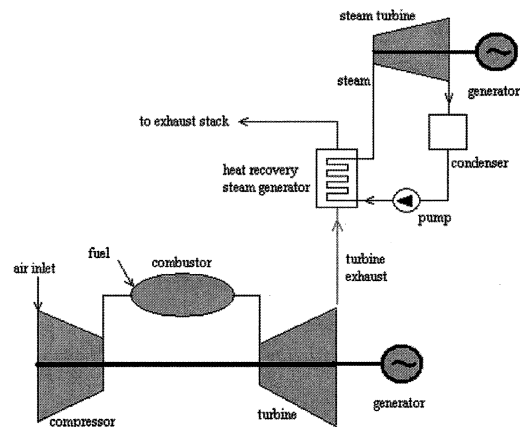 steam turbine
steam
generator
to exhaust stack
condenser
heat recovery
steam generator
pump
turbine
exhaust
fuel
combustor
air inlet
generator
compressor
turbine